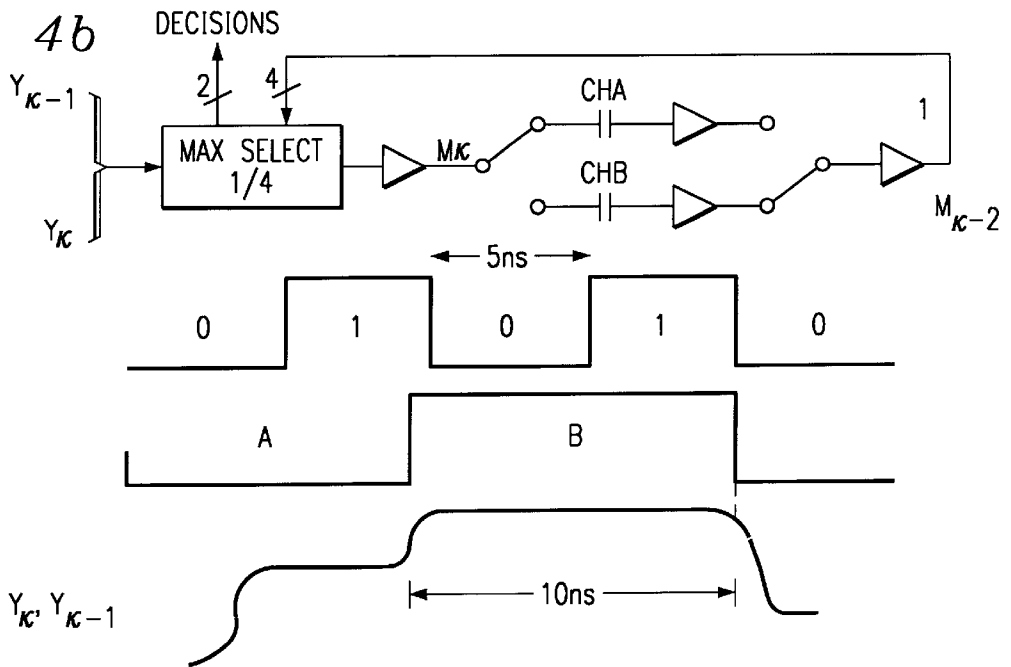 4b
DECISIONS
Yκ−1
2
4
CHA
1
MAX SELECT
1/4
Mκ
CHB
Yκ
Mκ−2
5ns
0 1 0 1 0
A B
Yκ, Yκ−1
10ns